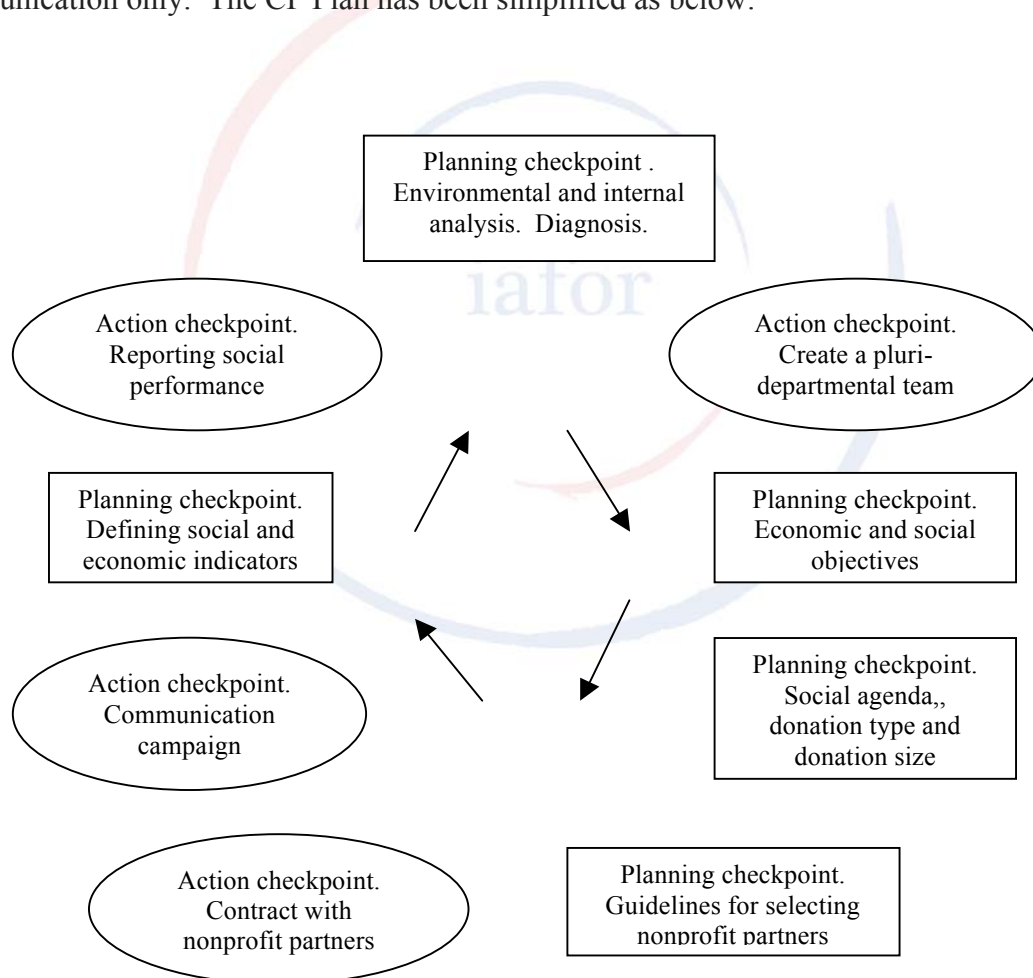 unication only. The CP Plan has been simplified as below.
Planning checkpoint .
Environmental and internal
analysis. Diagnosis.
iafor
Action checkpoint.
Reporting social
performance
Action checkpoint.
Create a pluri-
departmental team
Planning checkpoint.
Defining social and
economic indicators
Planning checkpoint.
Economic and social
objectives
Action checkpoint.
Communication
campaign
Planning checkpoint.
Social agenda,,
donation type and
donation size
Action checkpoint.
Contract with
nonprofit partners
Planning checkpoint.
Guidelines for selecting
nonprofit partners